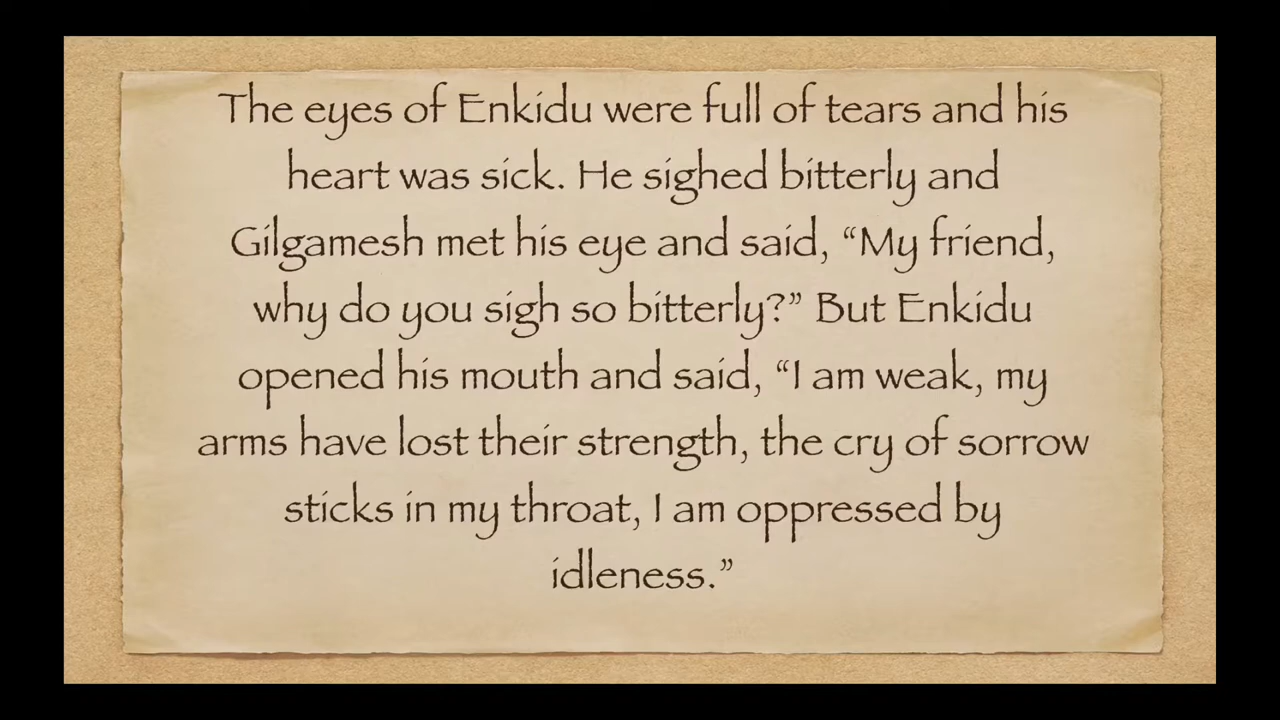 The eyes of Enkidu were full of tears and his
heart was sick. He sighed bitterly and
Gilgamesh met his eye and said, “My friend,
why do you sigh so bitterly?” But Enkidu
opened his mouth and said, “I am weak, my
arms have lost their strength, the cry of sorrow
sticks in my throat, I am oppressed by
idleness.”